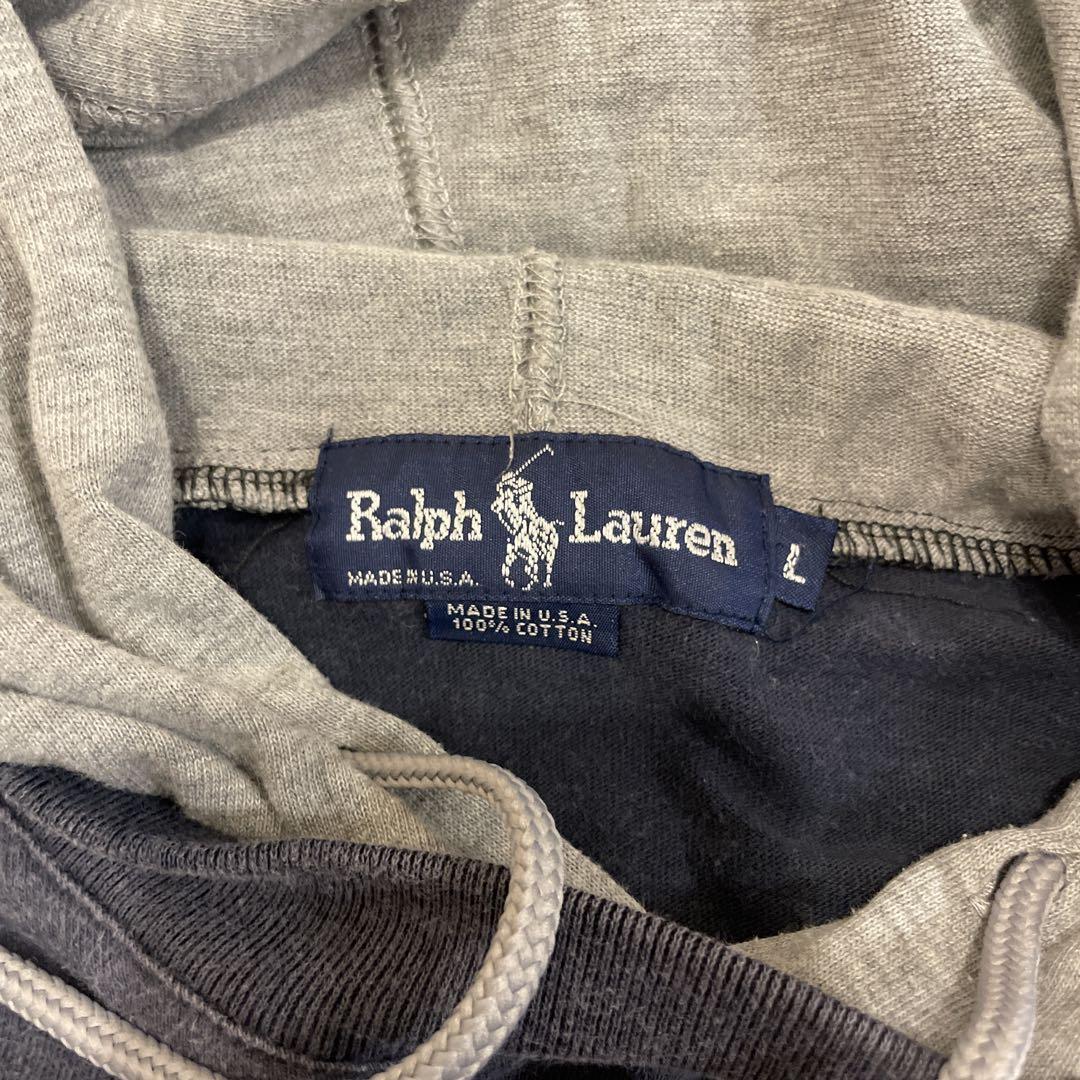 Ralph Lauren
MADE IN U.S.A.
L
MADE IN U.S.A.
100% COTTON